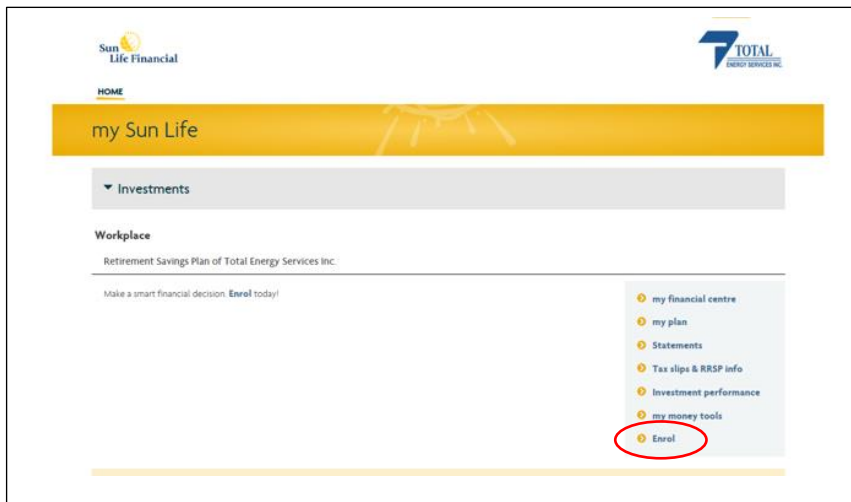 Sun
Life Financial
TOTAL
ENERGY SERVICES INC.
HOME
my Sun Life
Investments
Workplace
Retirement Savings Plan of Total Energy Services Inc.
Make a smart financial decision. Enrol today!
my financial centre
my plan
Statements
Tax slips & RRSP info
Investment performance
my money tools
Enrol